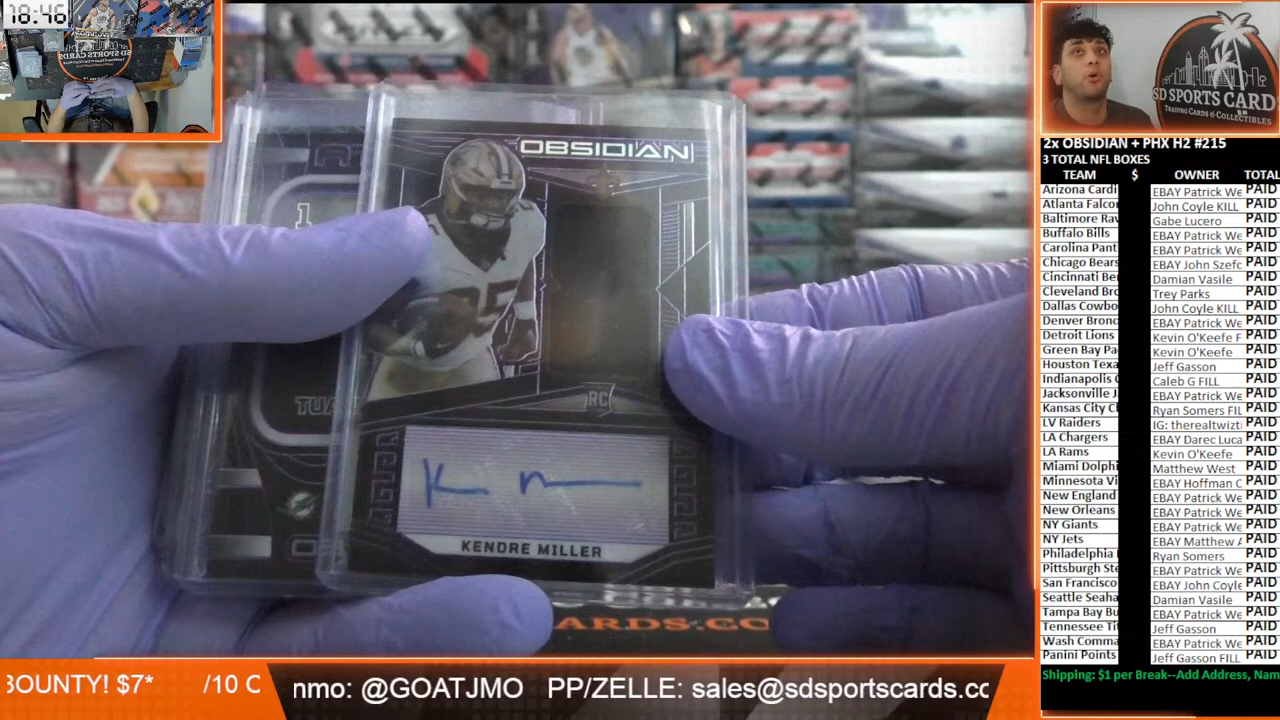 18:46
SD SPORTS CARD
TRADING CARDS & COLLECTIBLES
OBSIDIAN
RC
KENDRE MILLER
ARDS.CO
2x OBSIDIAN + PHX H2 #215
3 TOTAL NFL BOXES
TEAM $ OWNER TOTAL
Arizona Cardi EBAY Patrick We PAID
Atlanta Falco John Coyle KILL PAID
Baltimore Rav Gabe Lucero PAID
Buffalo Bills EBAY Patrick We PAID
Carolina Pant EBAY Patrick We PAID
Chicago Bears EBAY John Szefc PAID
Cincinnati Be Damian Vasile PAID
Cleveland Bro Trey Parks PAID
Dallas Cowbo John Coyle KILL PAID
Denver Bronc EBAY Patrick We PAID
Detroit Lions Kevin O'Keefe F PAID
Green Bay Pa Kevin O'Keefe PAID
Houston Texa Jeff Gasson PAID
Indianapolis C Caleb G FILL PAID
Jacksonville J EBAY Patrick We PAID
Kansas City C Ryan Somers FIL PAID
LV Raiders IG: therealtwizti PAID
LA Chargers EBAY Darec Luca PAID
LA Rams Kevin O'Keefe PAID
Miami Dolphi Matthew West PAID
Minnesota Vi EBAY Hoffman C PAID
New England EBAY Patrick We PAID
New Orleans EBAY Patrick We PAID
NY Giants EBAY Patrick We PAID
NY Jets EBAY Matthew A PAID
Philadelphia Ryan Somers PAID
Pittsburgh Ste EBAY Patrick We PAID
San Francisco EBAY John Coyle PAID
Seattle Seaha Damian Vasile PAID
Tampa Bay Bu EBAY Patrick We PAID
Tennessee Ti Jeff Gasson PAID
Wash Comma EBAY Patrick We PAID
Panini Points Jeff Gasson FILL PAID
Shipping: $1 per Break--Add Address, Nam
BOUNTY! $7* /10 C
nmo: @GOATJMO PP/ZELLE: sales@sdsportscards.cc